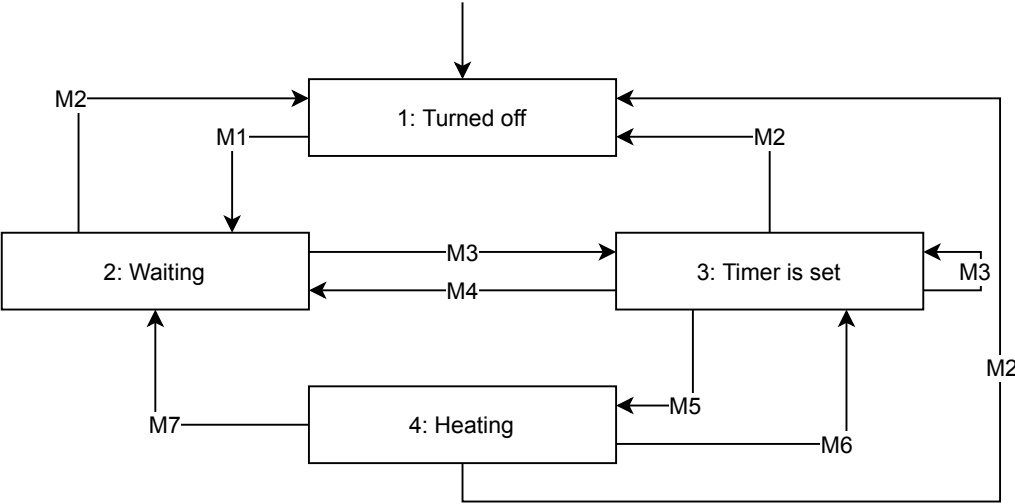 1: Turned off
M2
M1
M2
2: Waiting
M3
3: Timer is set
M3
M4
M2
M5
4: Heating
M7
M6